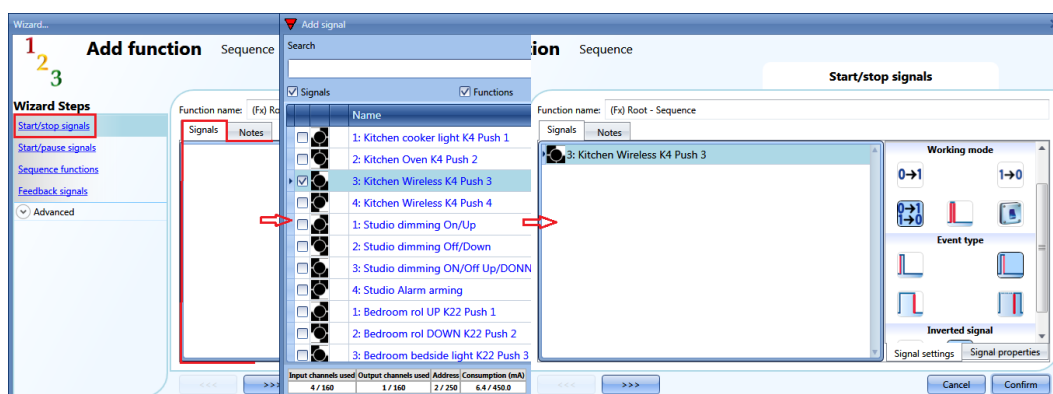 Wizard...
Add function Sequence
1
2
3
Wizard Steps
Start/stop signals
Start/pause signals
Sequence functions
Feedback signals
Advanced
Function name: (Fx) Ro
Signals Notes
<<< >>>
Add signal
Search
Signals Functions
Name
1: Kitchen cooker light K4 Push 1
2: Kitchen Oven K4 Push 2
3: Kitchen Wireless K4 Push 3
4: Kitchen Wireless K4 Push 4
1: Studio dimming On/Up
2: Studio dimming Off/Down
3: Studio dimming ON/Off Up/DONN
4: Studio Alarm arming
1: Bedroom rol UP K22 Push 1
2: Bedroom rol DOWN K22 Push 2
3: Bedroom bedside light K22 Push 3
Input channels used Output channels used Address Consumption (mA)
4 / 160 1 / 160 2 / 250 6.4 / 450.0
ion Sequence
Start/stop signals
Function name: (Fx) Root - Sequence
Signals Notes
3: Kitchen Wireless K4 Push 3
Working mode
0→1 1→0
0→1
1→0
Event type
Inverted signal
Signal settings Signal properties
<<< >>> Cancel Confirm